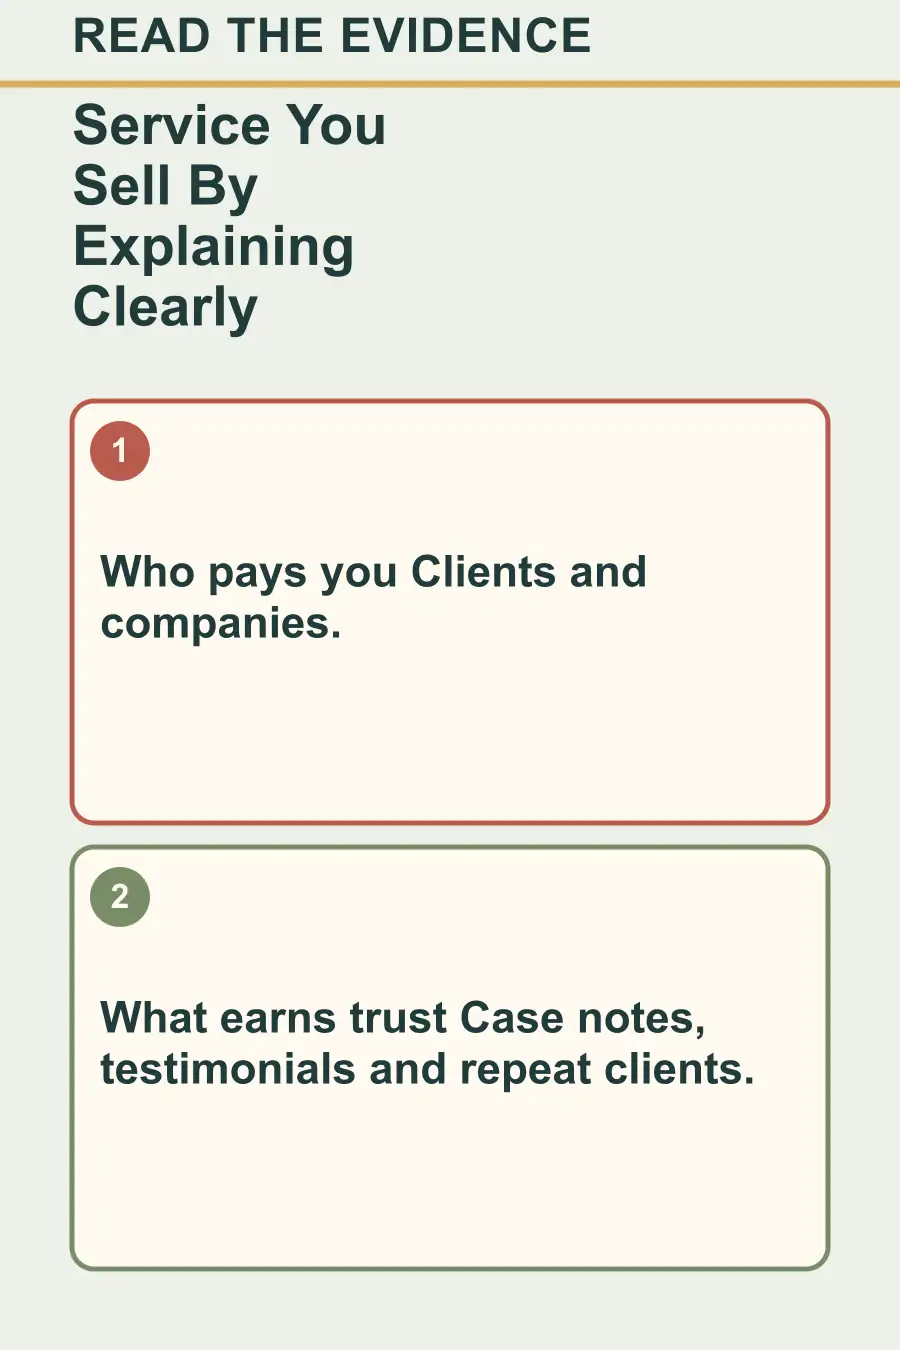 READ THE EVIDENCE
Service You
Sell By
Explaining
Clearly
1
Who pays you Clients and
companies.
2
What earns trust Case notes,
testimonials and repeat clients.